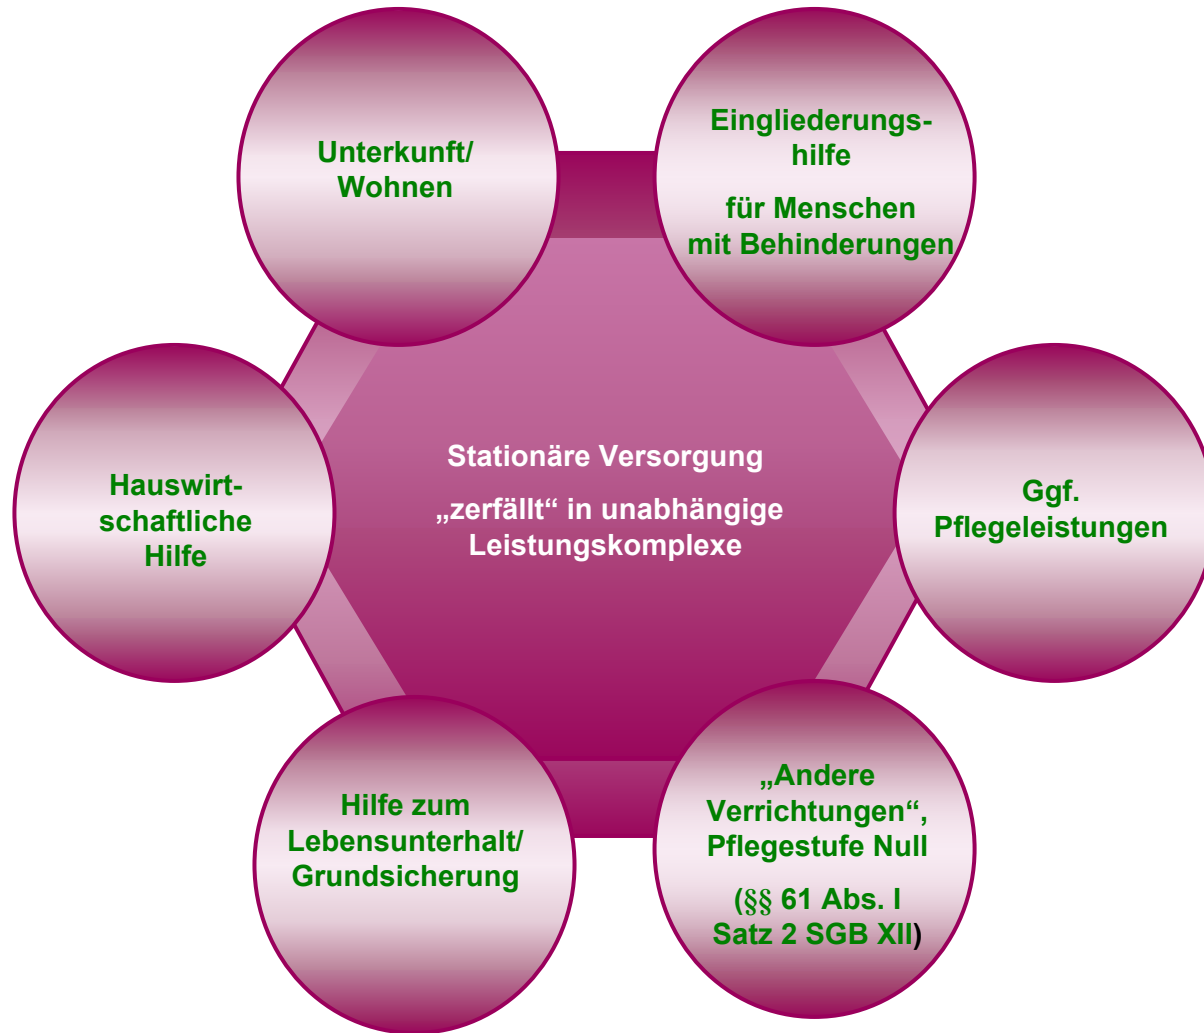 Unterkunft/
Wohnen
Eingliederungs-
hilfe
für Menschen
mit Behinderungen
Hauswirt-
schaftliche
Hilfe
Stationäre Versorgung
„zerfällt“ in unabhängige
Leistungskomplexe
Ggf.
Pflegeleistungen
Hilfe zum
Lebensunterhalt/
Grundsicherung
„Andere
Verrichtungen“,
Pflegestufe Null
(§§ 61 Abs. I
Satz 2 SGB XII)